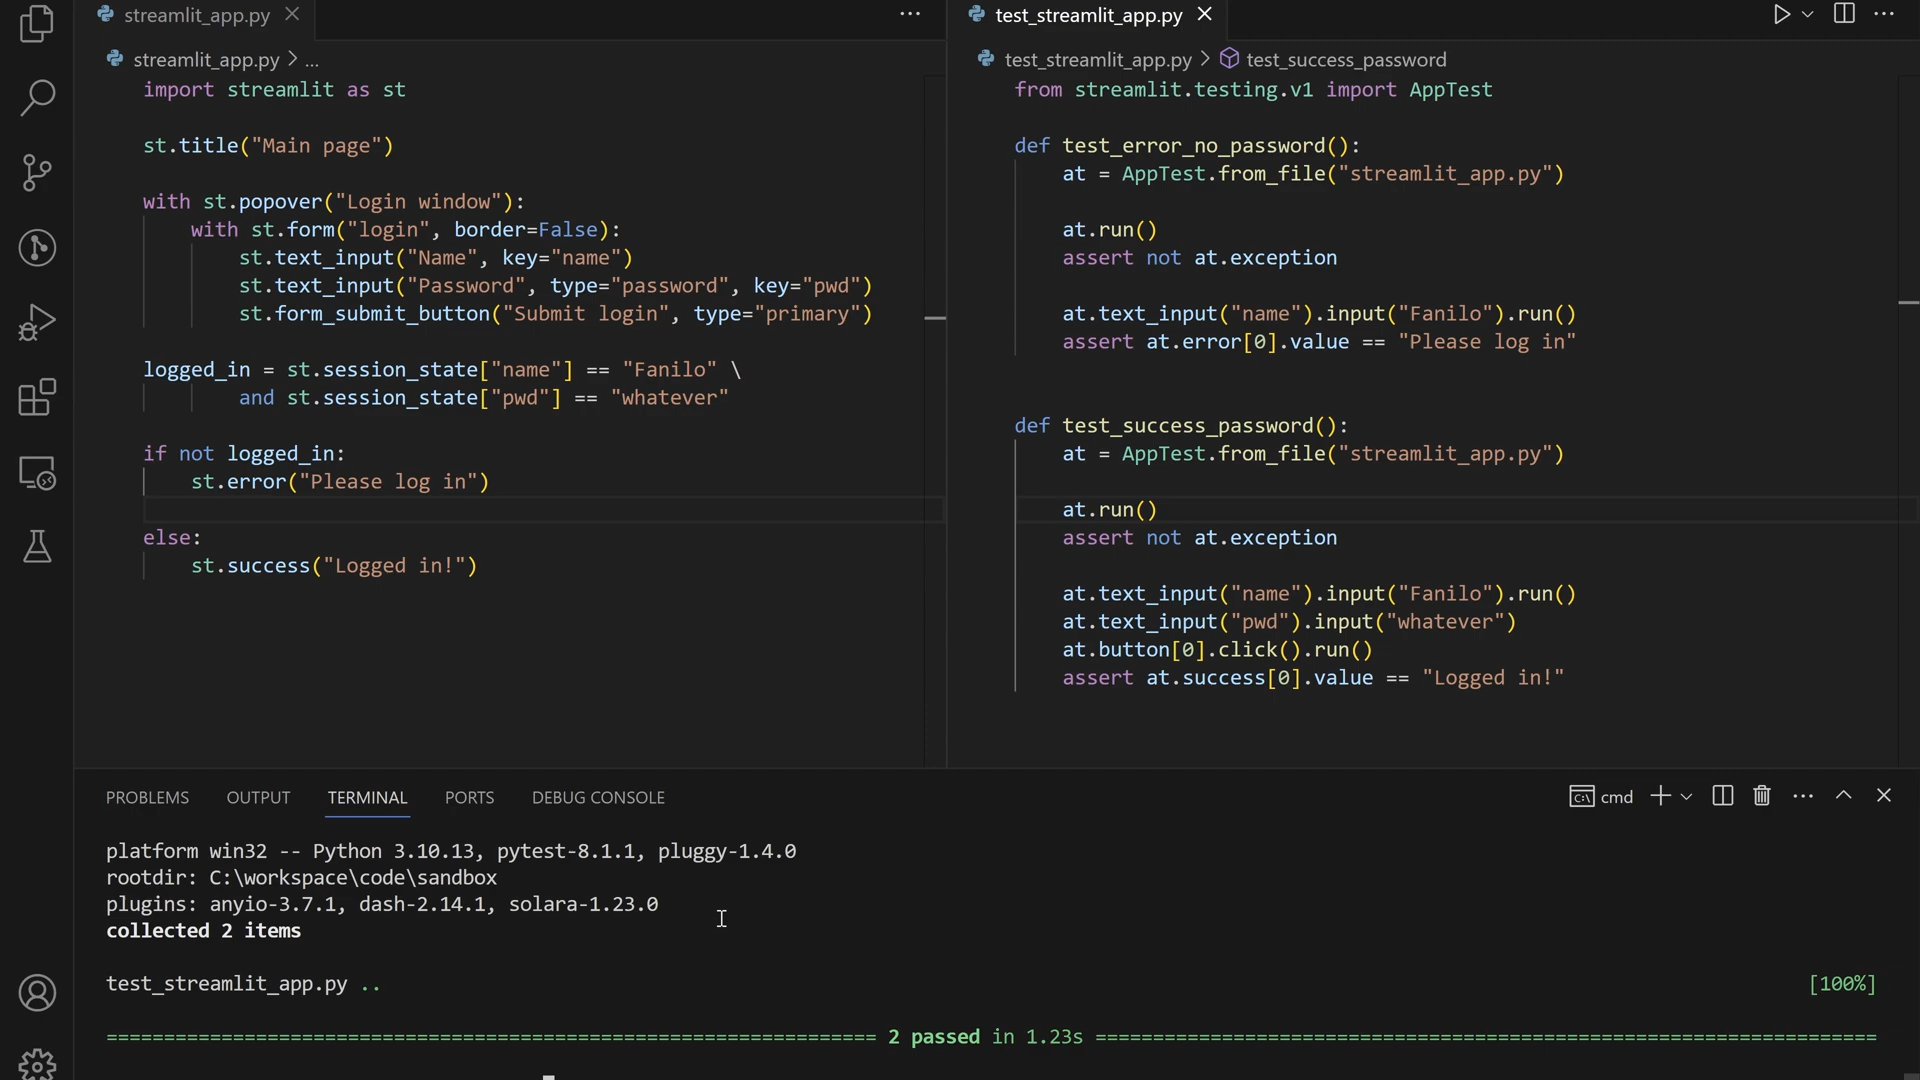 streamlit_app.py
streamlit_app.py > ...
import streamlit as st
st.title("Main page")
with st.popover("Login window"):
with st.form("login", border=False):
st.text_input("Name", key="name")
st.text_input("Password", type="password", key="pwd")
st.form_submit_button("Submit login", type="primary")
logged_in = st.session_state["name"] == "Fanilo" \
and st.session_state["pwd"] == "whatever"
if not logged_in:
st.error("Please log in")
else:
st.success("Logged in!")
test_streamlit_app.py
test_streamlit_app.py > test_success_password
from streamlit.testing.v1 import AppTest
def test_error_no_password():
at = AppTest.from_file("streamlit_app.py")
at.run()
assert not at.exception
at.text_input("name").input("Fanilo").run()
assert at.error[0].value == "Please log in"
def test_success_password():
at = AppTest.from_file("streamlit_app.py")
at.run()
assert not at.exception
at.text_input("name").input("Fanilo").run()
at.text_input("pwd").input("whatever")
at.button[0].click().run()
assert at.success[0].value == "Logged in!"
PROBLEMS OUTPUT TERMINAL PORTS DEBUG CONSOLE cmd
platform win32 -- Python 3.10.13, pytest-8.1.1, pluggy-1.4.0
rootdir: C:\workspace\code\sandbox
plugins: anyio-3.7.1, dash-2.14.1, solara-1.23.0
collected 2 items
test_streamlit_app.py .. [100%]
2 passed in 1.23s